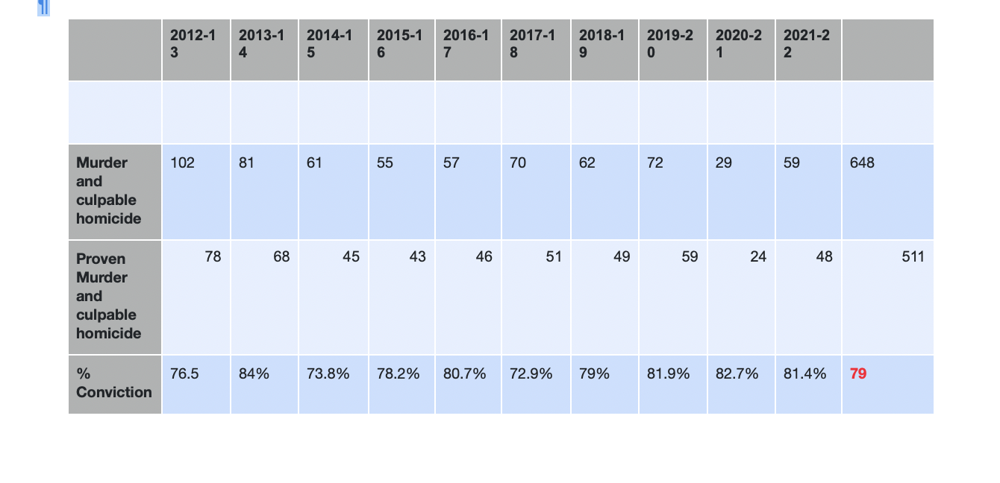 ¶
2012-13 2013-14 2014-15 2015-16 2016-17 2017-18 2018-19 2019-20 2020-21 2021-22
Murder and culpable homicide 102 81 61 55 57 70 62 72 29 59 648
Proven Murder and culpable homicide 78 68 45 43 46 51 49 59 24 48 511
% Conviction 76.5 84% 73.8% 78.2% 80.7% 72.9% 79% 81.9% 82.7% 81.4% 79